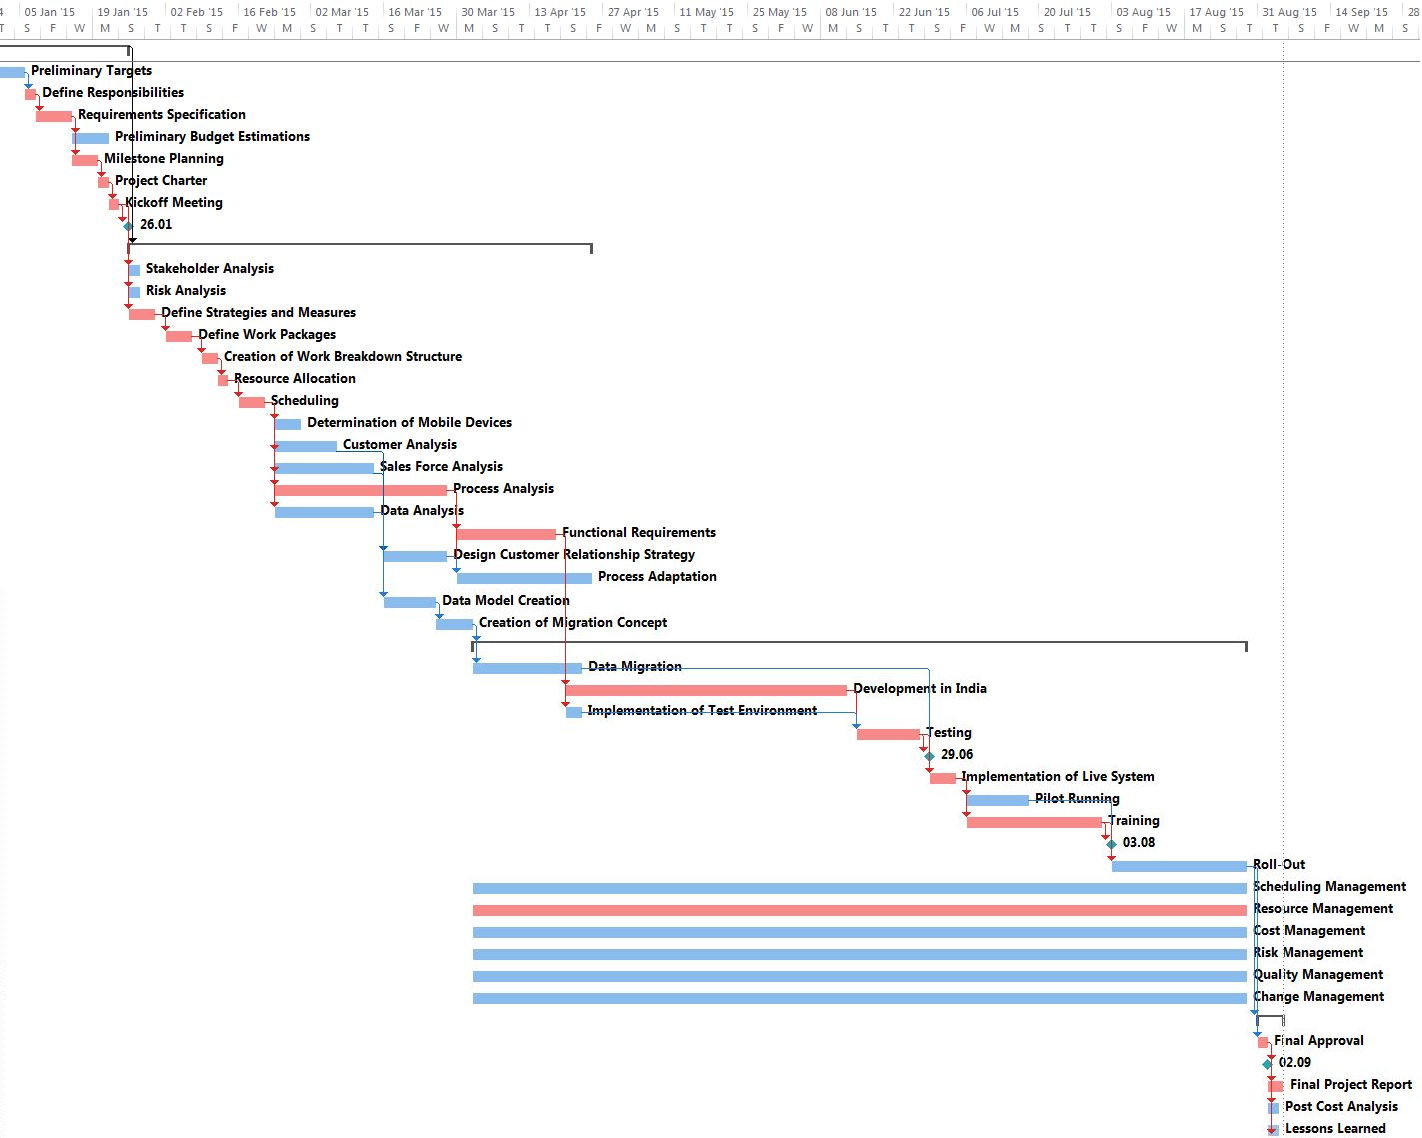 4 05 Jan '15 19 Jan '15 02 Feb '15 16 Feb '15 02 Mar '15 16 Mar '15 30 Mar '15 13 Apr '15 27 Apr '15 11 May '15 25 May '15 08 Jun '15 22 Jun '15 06 Jul '15 20 Jul '15 03 Aug '15 17 Aug '15 31 Aug '15 14 Sep '15 28
T S F W M S T T S F W M S T T S F W M S T T S F W M S T T S F W M S T T S F W M S T T S F W M S T T S F W M S
Preliminary Targets
Define Responsibilities
Requirements Specification
Preliminary Budget Estimations
Milestone Planning
Project Charter
Kickoff Meeting
26.01
Stakeholder Analysis
Risk Analysis
Define Strategies and Measures
Define Work Packages
Creation of Work Breakdown Structure
Resource Allocation
Scheduling
Determination of Mobile Devices
Customer Analysis
Sales Force Analysis
Process Analysis
Data Analysis
Functional Requirements
Design Customer Relationship Strategy
Process Adaptation
Data Model Creation
Creation of Migration Concept
Data Migration
Development in India
Implementation of Test Environment
Testing
29.06
Implementation of Live System
Pilot Running
Training
03.08
Roll-Out
Scheduling Management
Resource Management
Cost Management
Risk Management
Quality Management
Change Management
Final Approval
02.09
Final Project Report
Post Cost Analysis
Lessons Learned